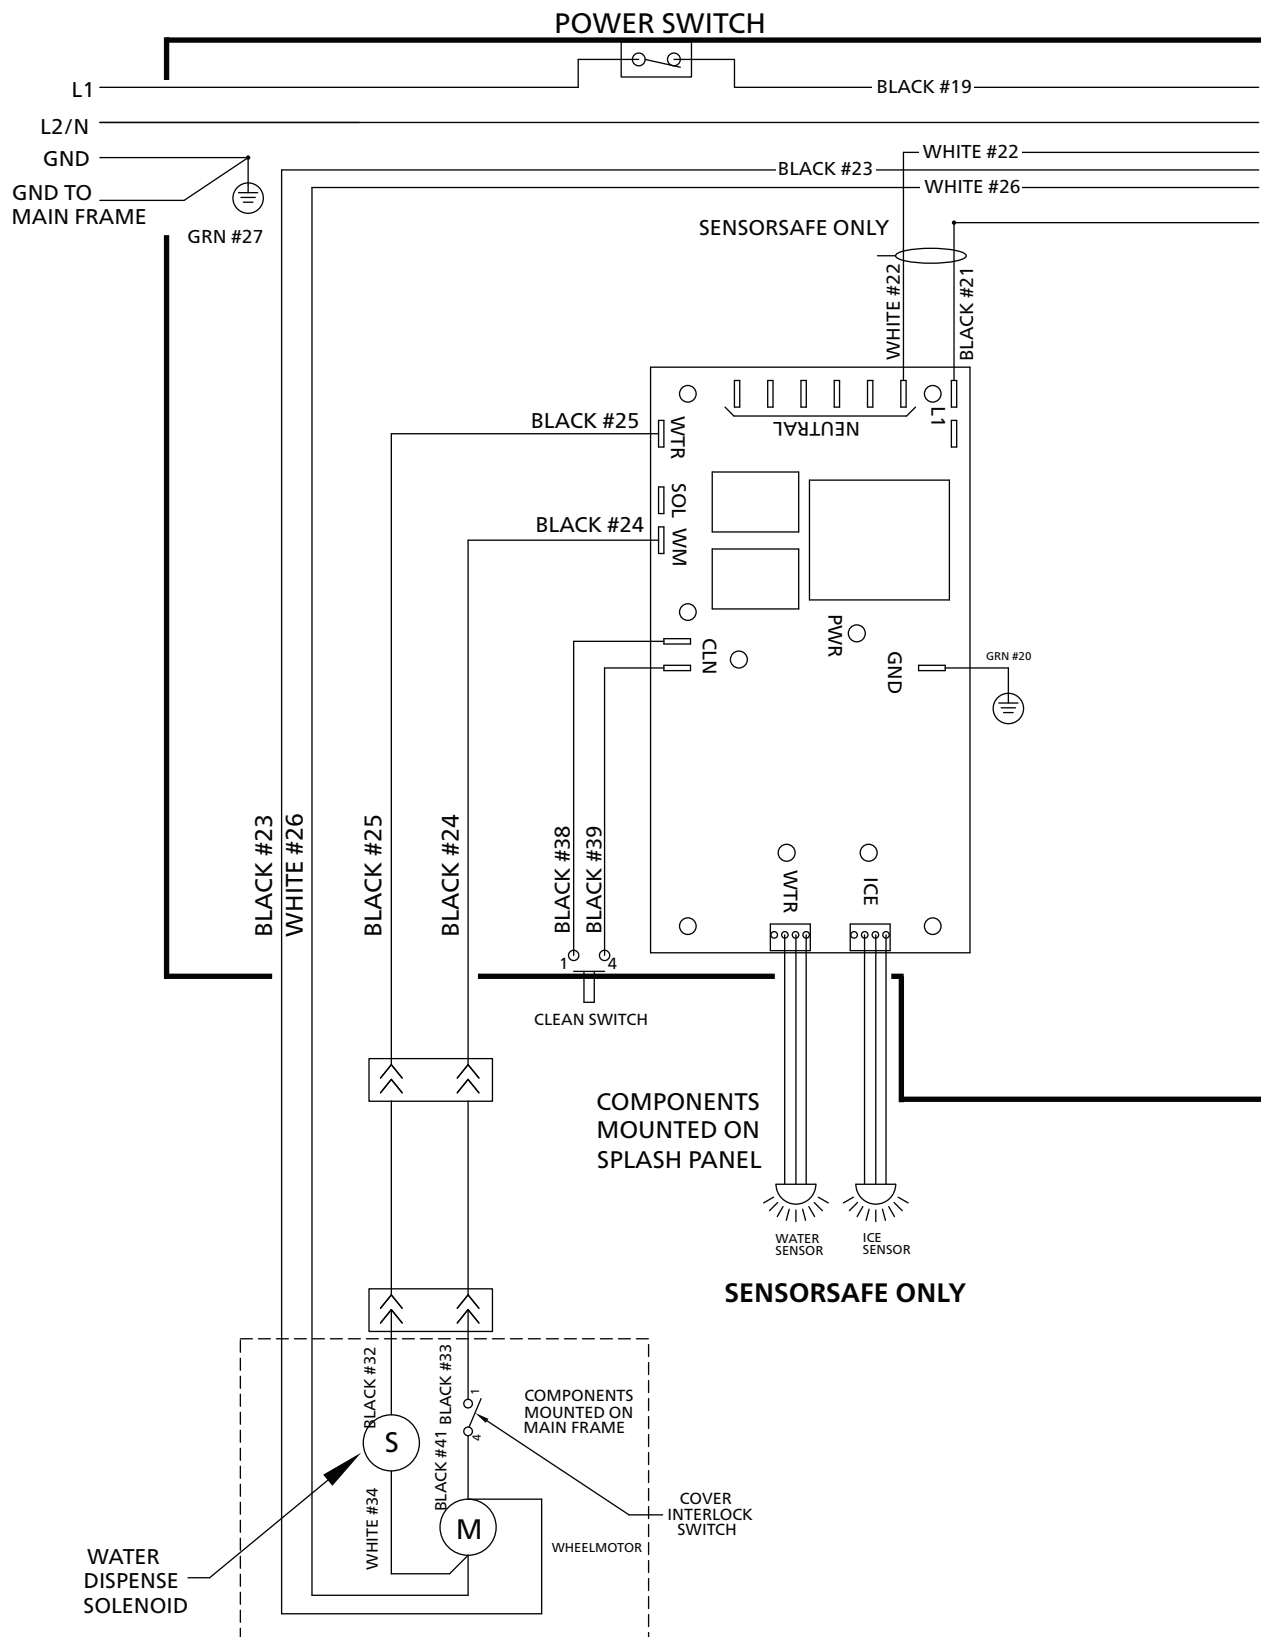 POWER SWITCH
L1
BLACK #19
L2/N
GND
WHITE #22
BLACK #23
GND TO
MAIN FRAME
WHITE #26
GRN #27
SENSORSAFE ONLY
WHITE #22
BLACK #21
BLACK #25
WTR
NEUTRAL
L1
SOL
BLACK #24
WM
CLN
PWR
GND
GRN #20
BLACK #23
WHITE #26
BLACK #25
BLACK #24
BLACK #38
BLACK #39
WTR
ICE
1
4
CLEAN SWITCH
COMPONENTS
MOUNTED ON
SPLASH PANEL
WATER
SENSOR
ICE
SENSOR
SENSORSAFE ONLY
BLACK #32
BLACK #33
1
4
COMPONENTS
MOUNTED ON
MAIN FRAME
S
BLACK #41
WHITE #34
M
COVER
INTERLOCK
SWITCH
WHEELMOTOR
WATER
DISPENSE
SOLENOID